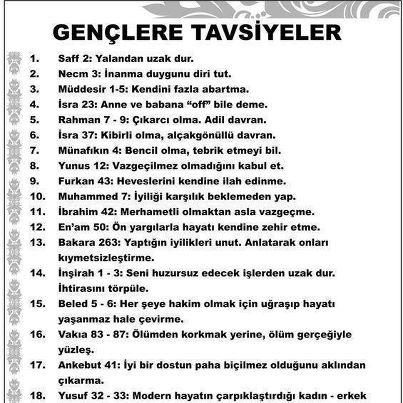 GENÇLERE TAVSİYELER
1. Saff 2: Yalandan uzak dur.
2. Necm 3: İnanma duygunu diri tut.
3. Müddesir 1-5: Kendini fazla abartma.
4. İsra 23: Anne ve babana “off” bile deme.
5. Rahman 7 - 9: Çıkarcı olma. Adil davran.
6. İsra 37: Kibirli olma, alçakgönüllü davran.
7. Münafıkın 4: Bencil olma, tebrik etmeyi bil.
8. Yunus 12: Vazgeçilmez olmadığını kabul et.
9. Furkan 43: Heveslerini kendine ilah edinme.
10. Muhammed 7: İyiliği karşılık beklemeden yap.
11. İbrahim 42: Merhametli olmaktan asla vazgeçme.
12. En’am 50: Ön yargılarla hayatı kendine zehir etme.
13. Bakara 263: Yaptığın iyilikleri unut. Anlatarak onları
kıymetsizleştirme.
14. İnşirah 1 - 3: Seni huzursuz edecek işlerden uzak dur.
İhtirasını törpüle.
15. Beled 5 - 6: Her şeye hakim olmak için uğraşıp hayatı
yaşanmaz hale çevirme.
16. Vakıa 83 - 87: Ölümden korkmak yerine, ölüm gerçeğiyle
yüzleş.
17. Ankebut 41: İyi bir dostun paha biçilmez olduğunu aklından
çıkarma.
18. Yusuf 32 - 33: Modern hayatın çarpıklaştırdığı kadın - erkek